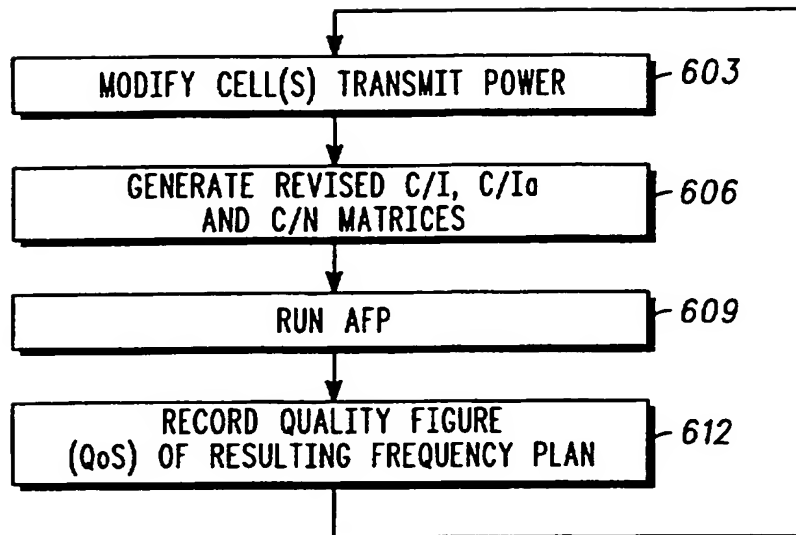 MODIFY CELL(S) TRANSMIT POWER
603
GENERATE REVISED C/I, C/Ia
AND C/N MATRICES
606
RUN AFP
609
RECORD QUALITY FIGURE
(QoS) OF RESULTING FREQUENCY PLAN
612